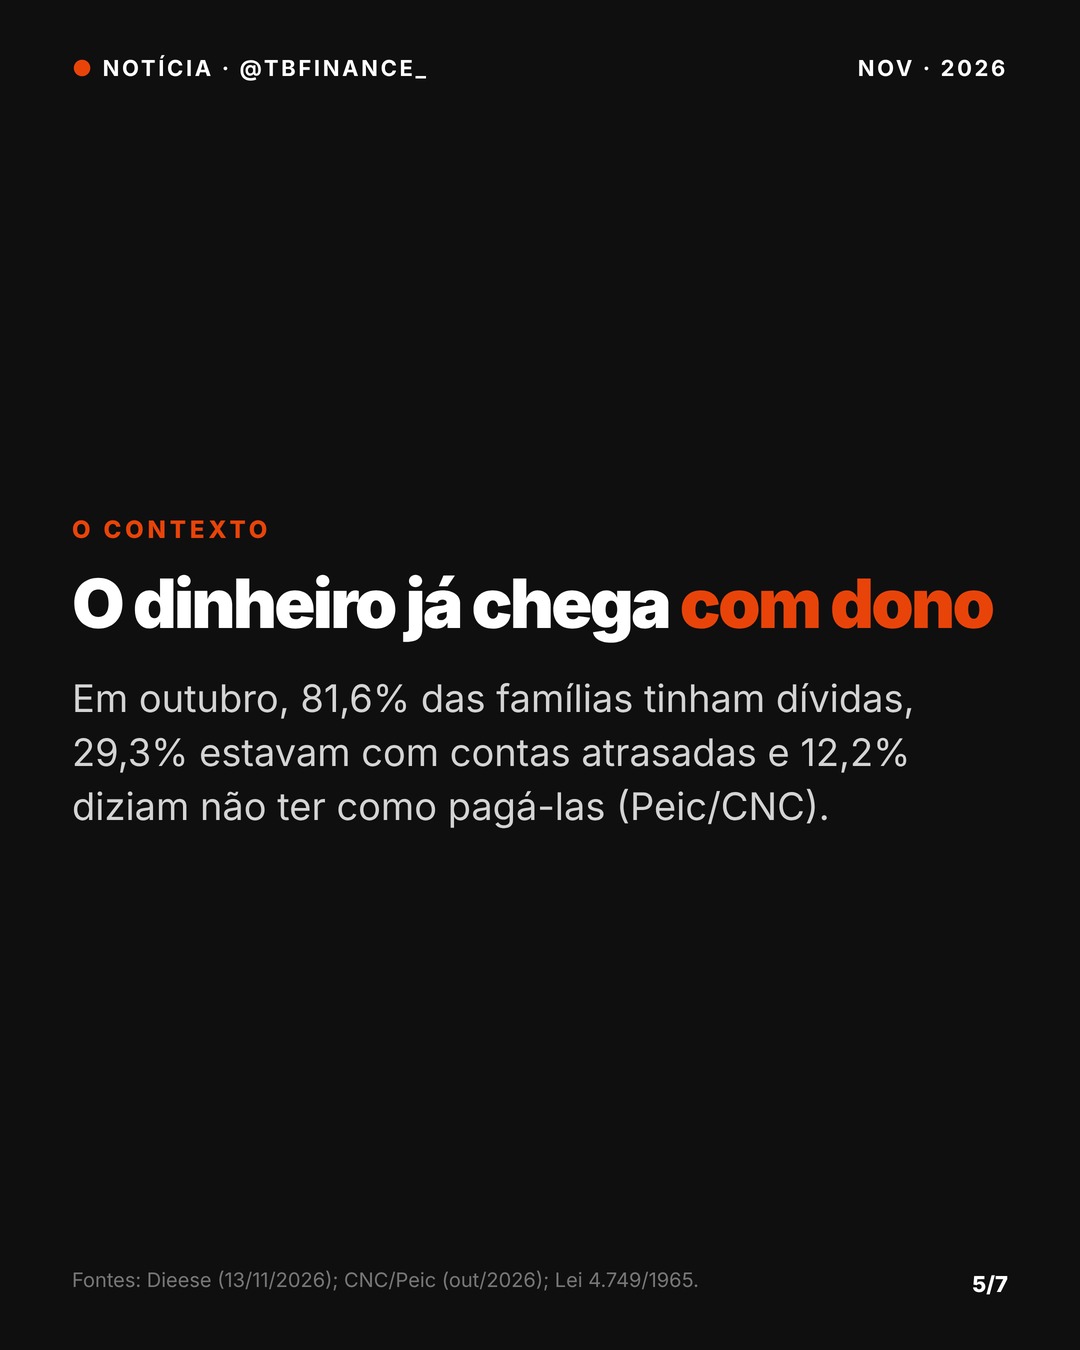 NOTÍCIA · @TBFINANCE_
NOV · 2026
O CONTEXTO
O dinheiro já chega com dono
Em outubro, 81,6% das famílias tinham dívidas,
29,3% estavam com contas atrasadas e 12,2%
diziam não ter como pagá-las (Peic/CNC).
Fontes: Dieese (13/11/2026); CNC/Peic (out/2026); Lei 4.749/1965.
5/7